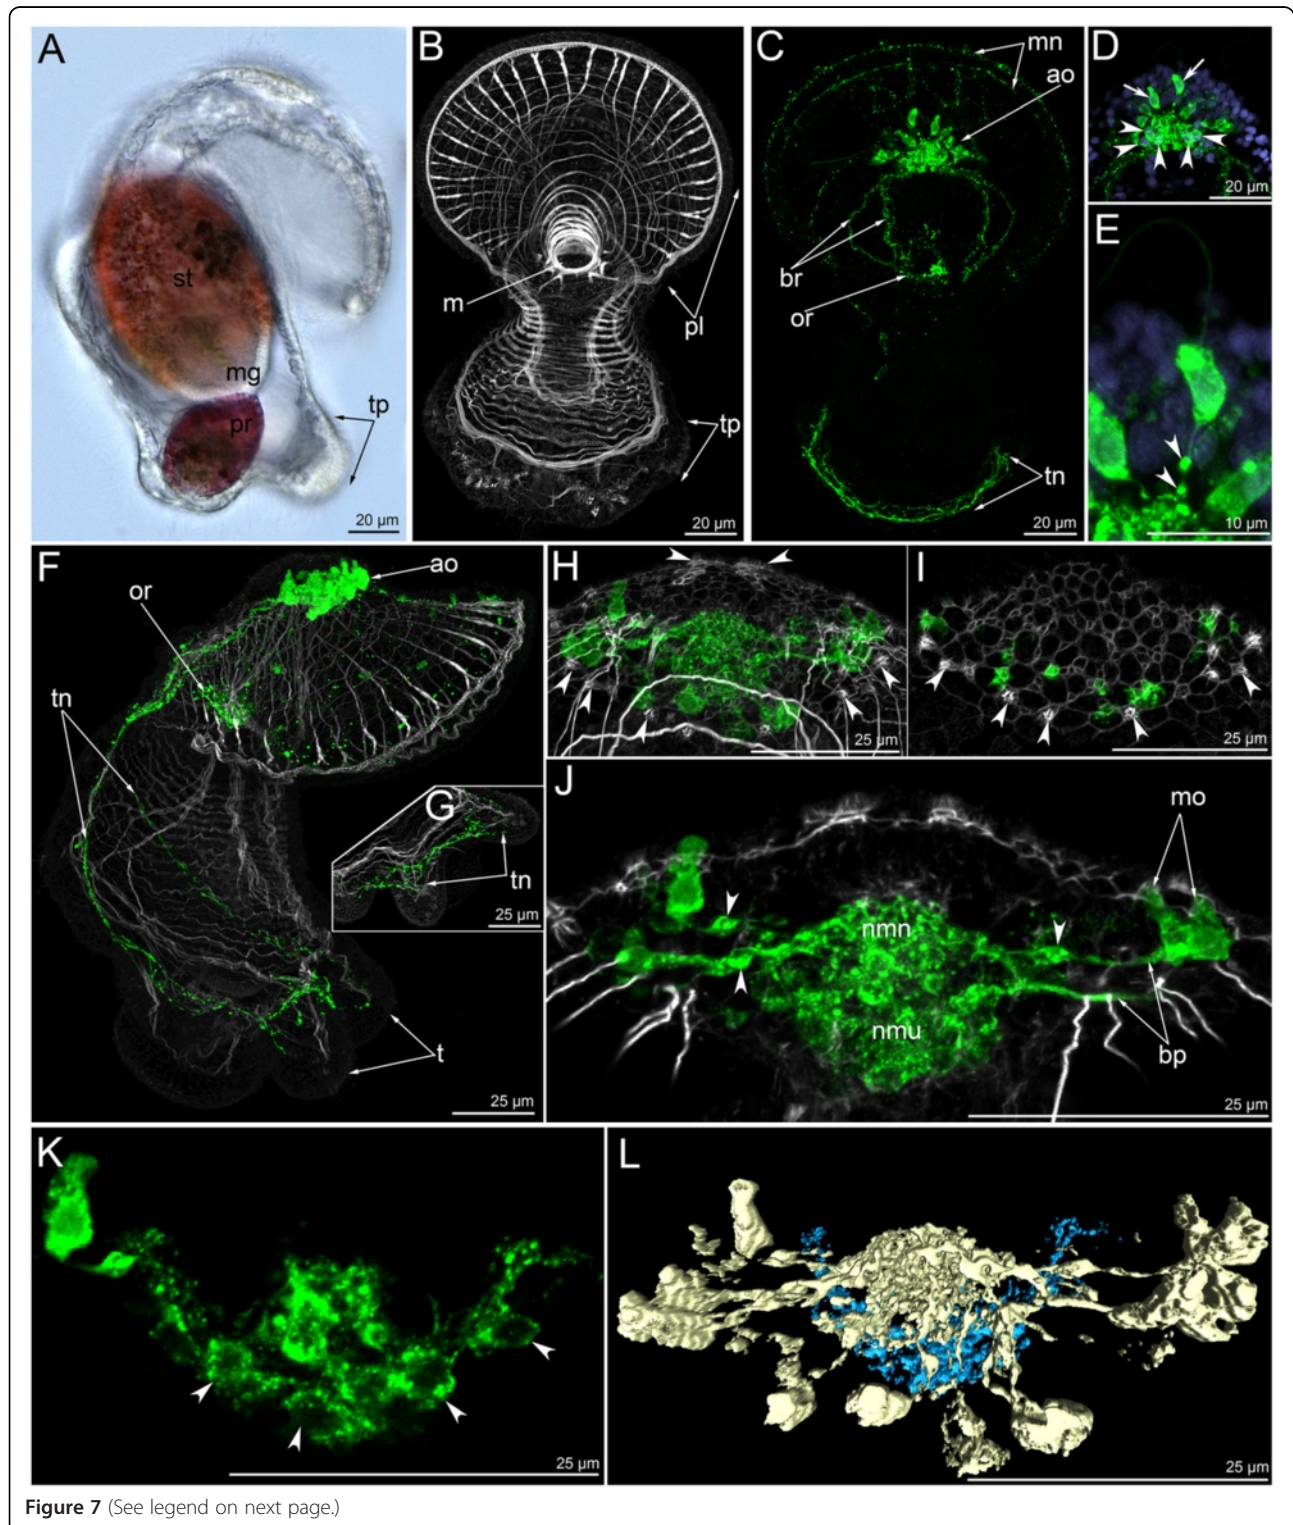 A
st
mg
pr
tp
20 µm
B
m
pl
tp
20 µm
C
mn
ao
br
or
tn
20 µm
D
20 µm
E
10 µm
F
ao
or
tn
t
25 µm
G
tn
25 µm
H
25 µm
I
25 µm
J
mo
nmn
nmu
bp
25 µm
K
25 µm
L
25 µm
Figure 7 (See legend on next page.)